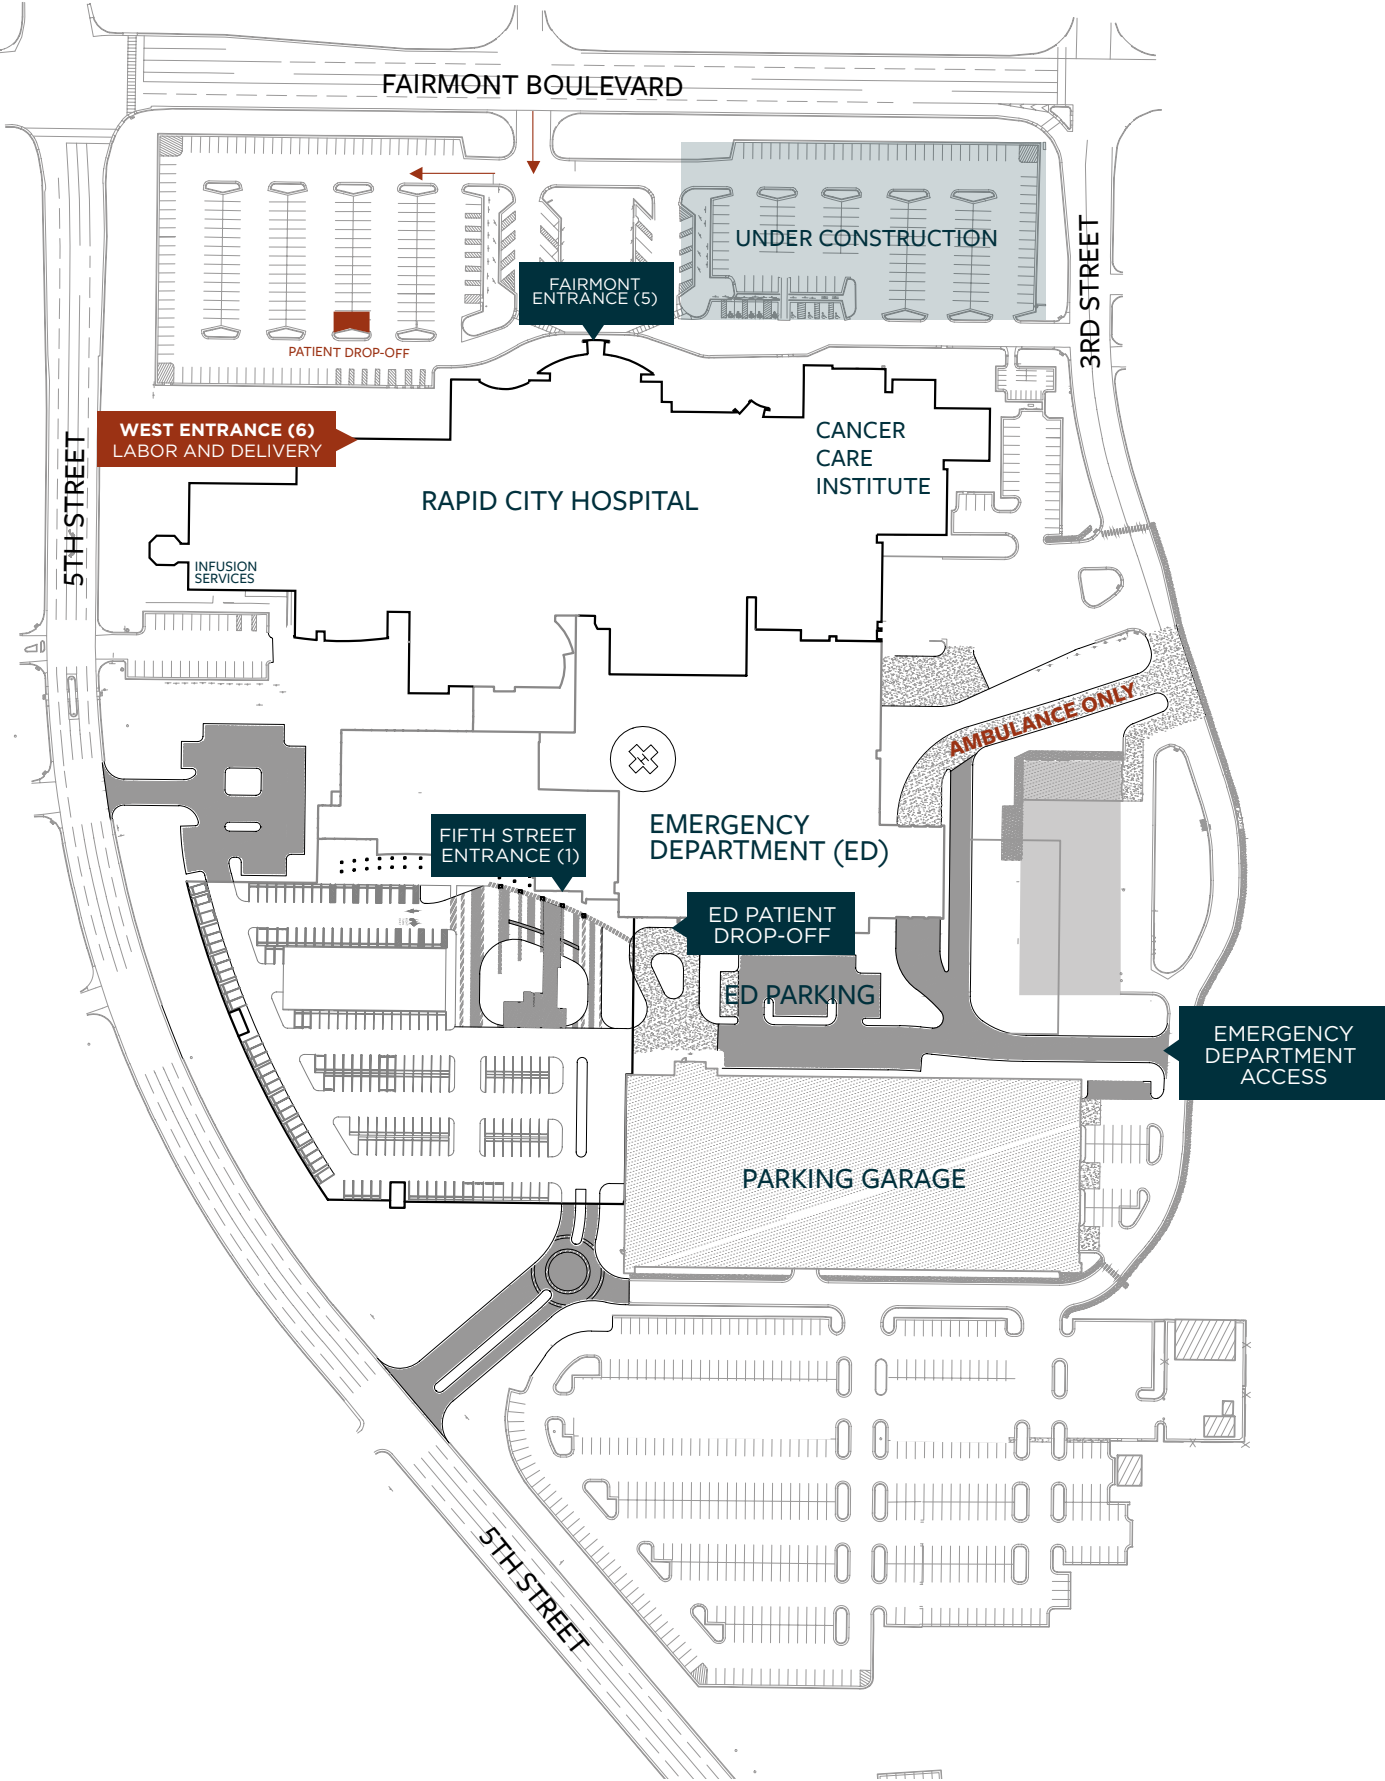 FAIRMONT BOULEVARD
UNDER CONSTRUCTION
3RD STREET
FAIRMONT
ENTRANCE (5)
PATIENT DROP-OFF
WEST ENTRANCE (6)
LABOR AND DELIVERY
5TH STREET
CANCER
CARE
INSTITUTE
RAPID CITY HOSPITAL
INFUSION
SERVICES
AMBULANCE ONLY
FIFTH STREET
ENTRANCE (1)
EMERGENCY
DEPARTMENT (ED)
ED PATIENT
DROP-OFF
ED PARKING
EMERGENCY
DEPARTMENT
ACCESS
PARKING GARAGE
5TH STREET